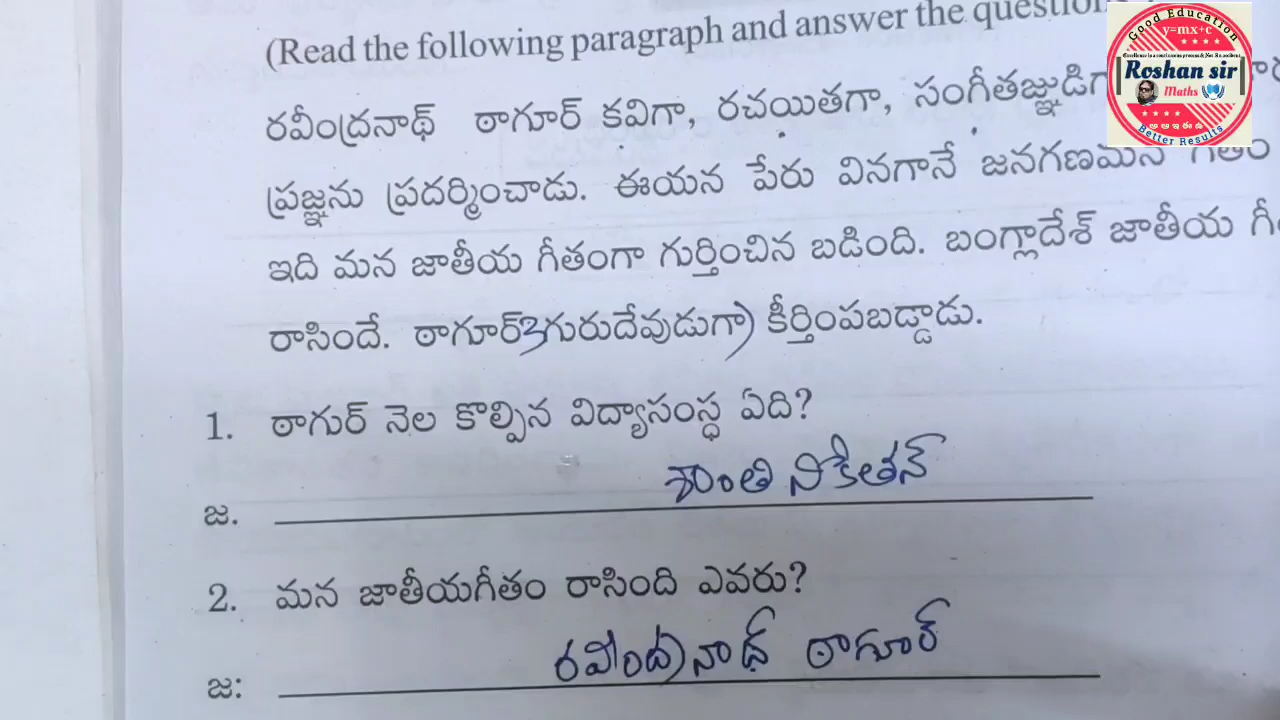 (Read the following paragraph and answer the question
Good Education
y=mx+c
Roshan sir
Maths
Better Results
రవీంద్రనాథ్ ఠాగూర్ కవిగా, రచయితగా, సంగీతజ్ఞుడిగా
ప్రజ్ఞను ప్రదర్శించాడు. ఈయన పేరు వినగానే జనగణమన గీతం
ఇది మన జాతీయ గీతంగా గుర్తించిన బడింది. బంగ్లాదేశ్ జాతీయ గీ
రాసిందే. ఠాగూర్ గురుదేవుడుగా) కీర్తింపబడ్డాడు.
1. ఠాగుర్ నెల కొల్పిన విద్యాసంస్థ ఏది?
జ. శాంతి నికేతన్
2. మన జాతీయగీతం రాసింది ఎవరు?
జ: రవీంద్రనాథ్ ఠాగూర్